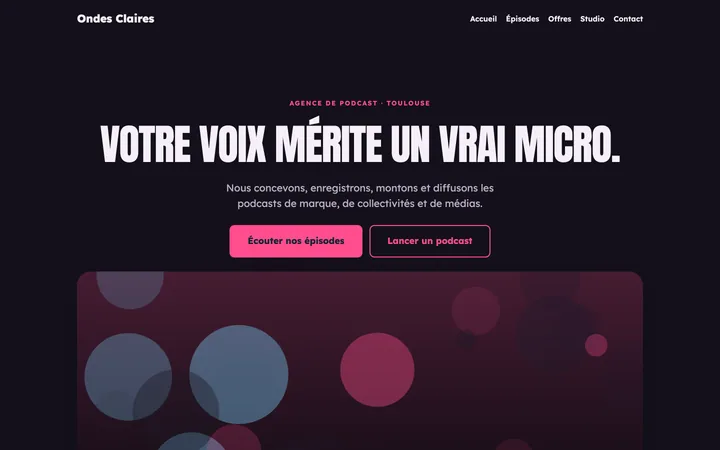 Ondes Claires
Accueil Épisodes Offres Studio Contact
AGENCE DE PODCAST · TOULOUSE
VOTRE VOIX MÉRITE UN VRAI MICRO.
Nous concevons, enregistrons, montons et diffusons les
podcasts de marque, de collectivités et de médias.
Écouter nos épisodes
Lancer un podcast